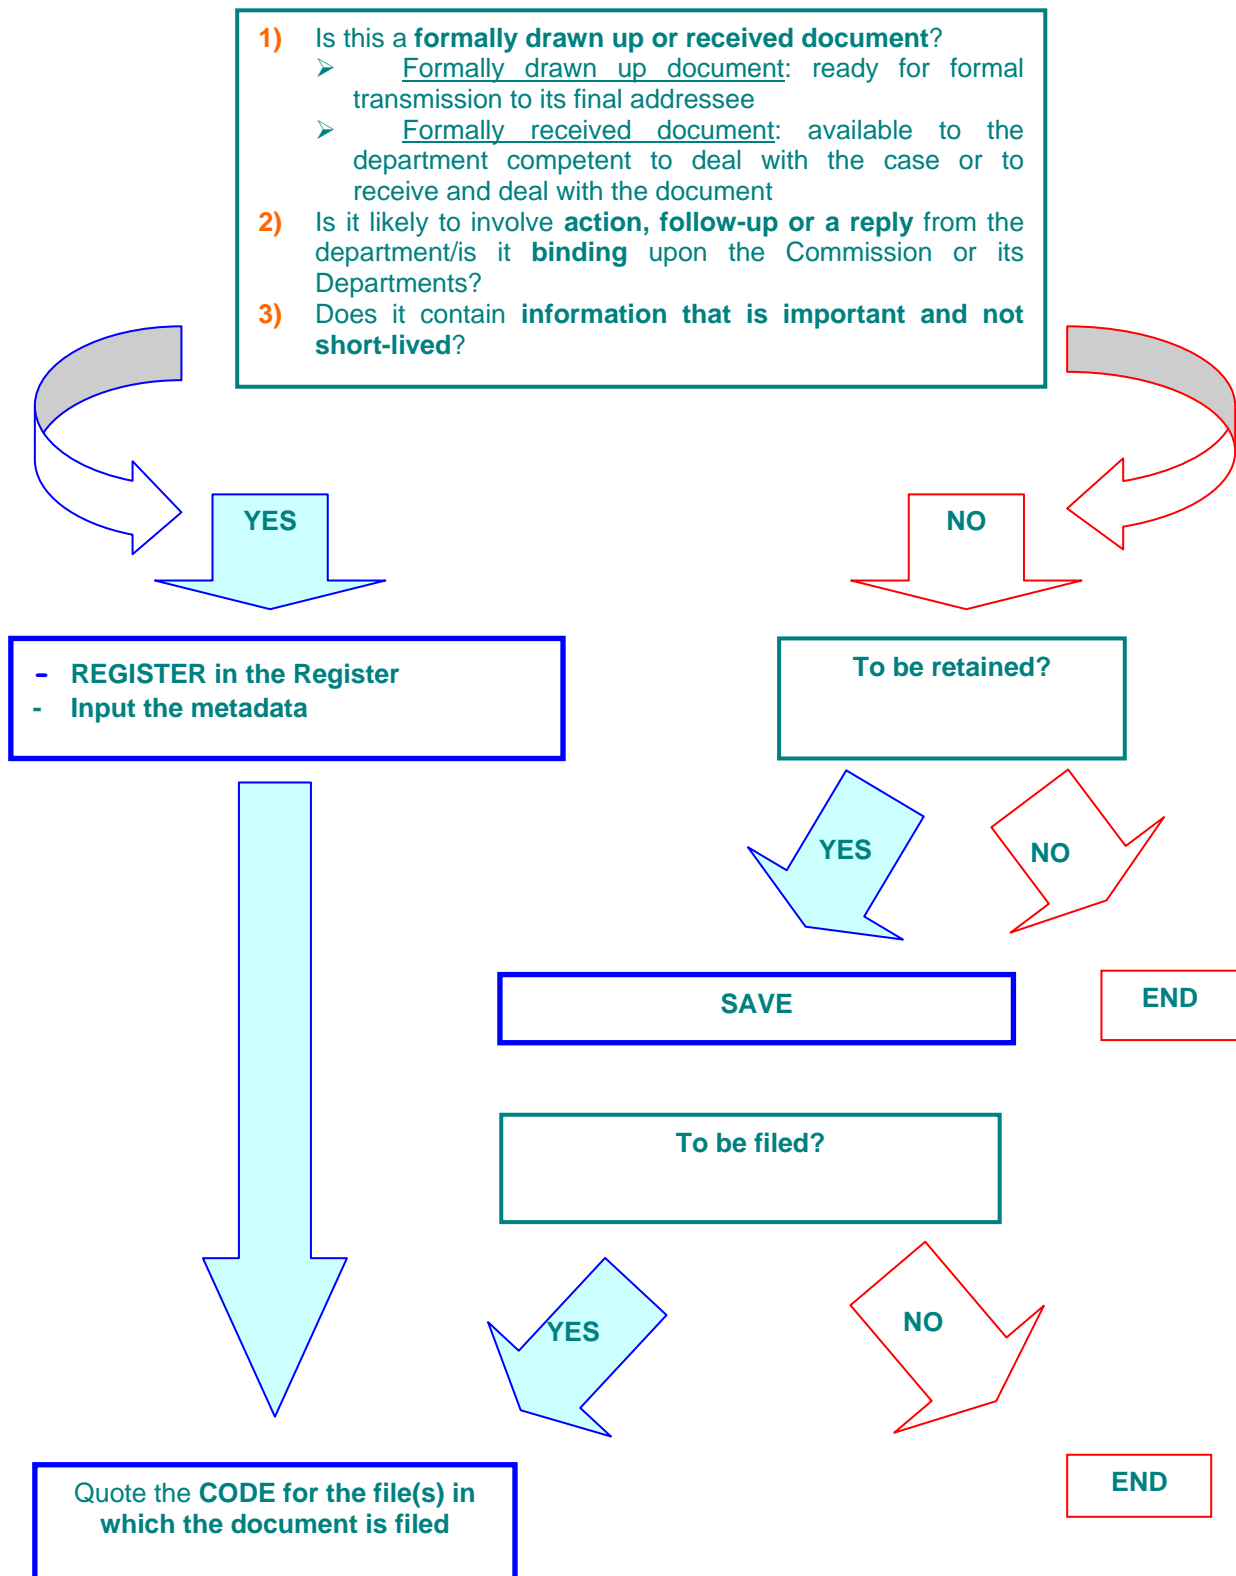 1) Is this a formally drawn up or received document?
➢ Formally drawn up document: ready for formal
transmission to its final addressee
➢ Formally received document: available to the
department competent to deal with the case or to
receive and deal with the document
2) Is it likely to involve action, follow-up or a reply from the
department/is it binding upon the Commission or its
Departments?
3) Does it contain information that is important and not
short-lived?
YES
NO
- REGISTER in the Register
- Input the metadata
To be retained?
YES
NO
SAVE
END
To be filed?
YES
NO
Quote the CODE for the file(s) in
which the document is filed
END